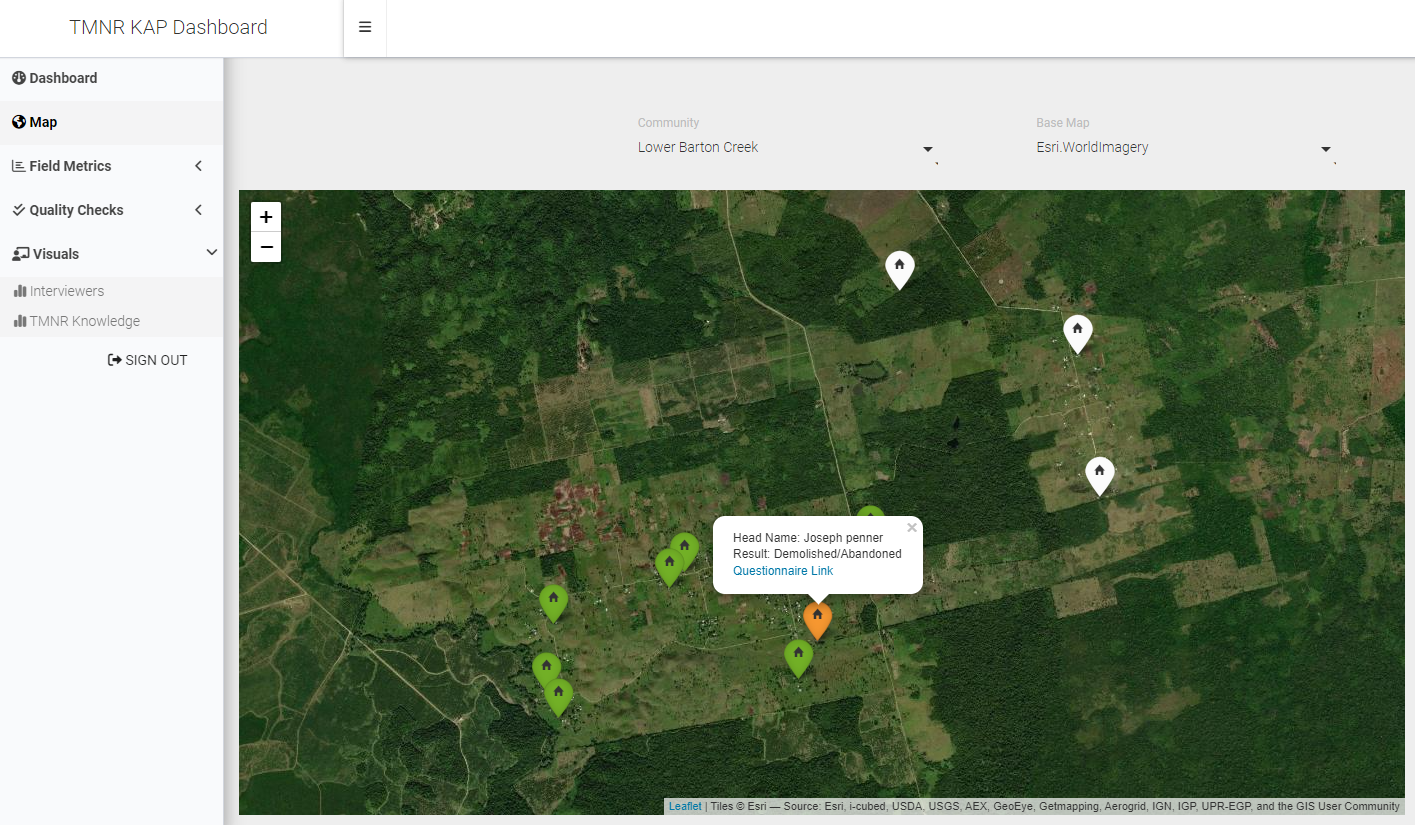 TMNR KAP Dashboard
Dashboard
Map
Field Metrics
Quality Checks
Visuals
Interviewers
TMNR Knowledge
SIGN OUT
Community
Lower Barton Creek
Base Map
Esri.WorldImagery
+
−
×
Head Name: Joseph penner
Result: Demolished/Abandoned
Questionnaire Link
Leaflet | Tiles © Esri — Source: Esri, i-cubed, USDA, USGS, AEX, GeoEye, Getmapping, Aerogrid, IGN, IGP, UPR-EGP, and the GIS User Community